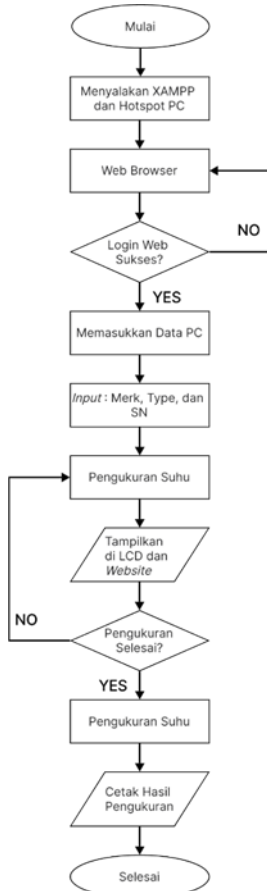 Mulai
Menyalakan XAMPP
dan Hotspot PC
Web Browser
Login Web
Sukses?
NO
YES
Memasukkan Data PC
Input : Merk, Type, dan
SN
Pengukuran Suhu
Tampilkan
di LCD dan
Website
Pengukuran
Selesai?
NO
YES
Pengukuran Suhu
Cetak Hasil
Pengukuran
Selesai